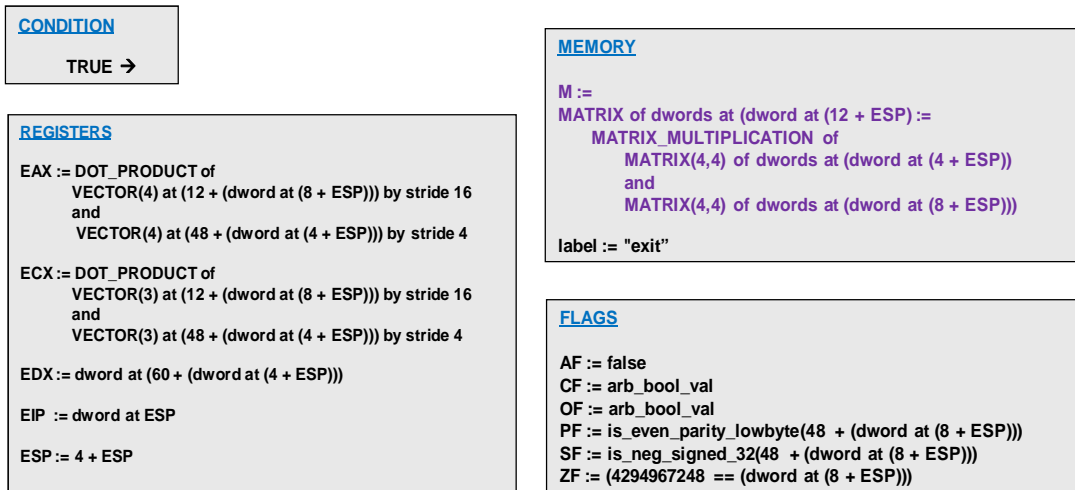 CONDITION
TRUE →
REGISTERS
EAX := DOT_PRODUCT of
VECTOR(4) at (12 + (dword at (8 + ESP))) by stride 16
and
VECTOR(4) at (48 + (dword at (4 + ESP))) by stride 4
ECX := DOT_PRODUCT of
VECTOR(3) at (12 + (dword at (8 + ESP))) by stride 16
and
VECTOR(3) at (48 + (dword at (4 + ESP))) by stride 4
EDX := dword at (60 + (dword at (4 + ESP)))
EIP := dword at ESP
ESP := 4 + ESP
MEMORY
M :=
MATRIX of dwords at (dword at (12 + ESP) :=
MATRIX_MULTIPLICATION of
MATRIX(4,4) of dwords at (dword at (4 + ESP))
and
MATRIX(4,4) of dwords at (dword at (8 + ESP)))
label := "exit”
FLAGS
AF := false
CF := arb_bool_val
OF := arb_bool_val
PF := is_even_parity_lowbyte(48 + (dword at (8 + ESP)))
SF := is_neg_signed_32(48 + (dword at (8 + ESP)))
ZF := (4294967248 == (dword at (8 + ESP)))